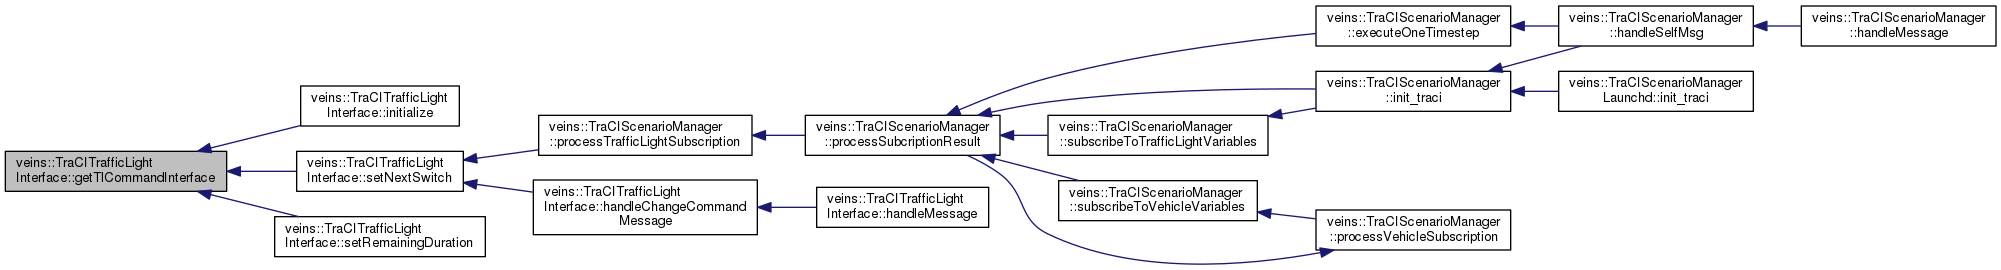 veins::TraCITrafficLight
Interface::getTlCommandInterface
veins::TraCITrafficLight
Interface::initialize
veins::TraCITrafficLight
Interface::setNextSwitch
veins::TraCITrafficLight
Interface::setRemainingDuration
veins::TraCIScenarioManager
::processTrafficLightSubscription
veins::TraCITrafficLight
Interface::handleChangeCommand
Message
veins::TraCIScenarioManager
::processSubcriptionResult
veins::TraCITrafficLight
Interface::handleMessage
veins::TraCIScenarioManager
::subscribeToTrafficLightVariables
veins::TraCIScenarioManager
::subscribeToVehicleVariables
veins::TraCIScenarioManager
::executeOneTimestep
veins::TraCIScenarioManager
::init_traci
veins::TraCIScenarioManager
::processVehicleSubscription
veins::TraCIScenarioManager
::handleSelfMsg
veins::TraCIScenarioManager
Launchd::init_traci
veins::TraCIScenarioManager
::handleMessage